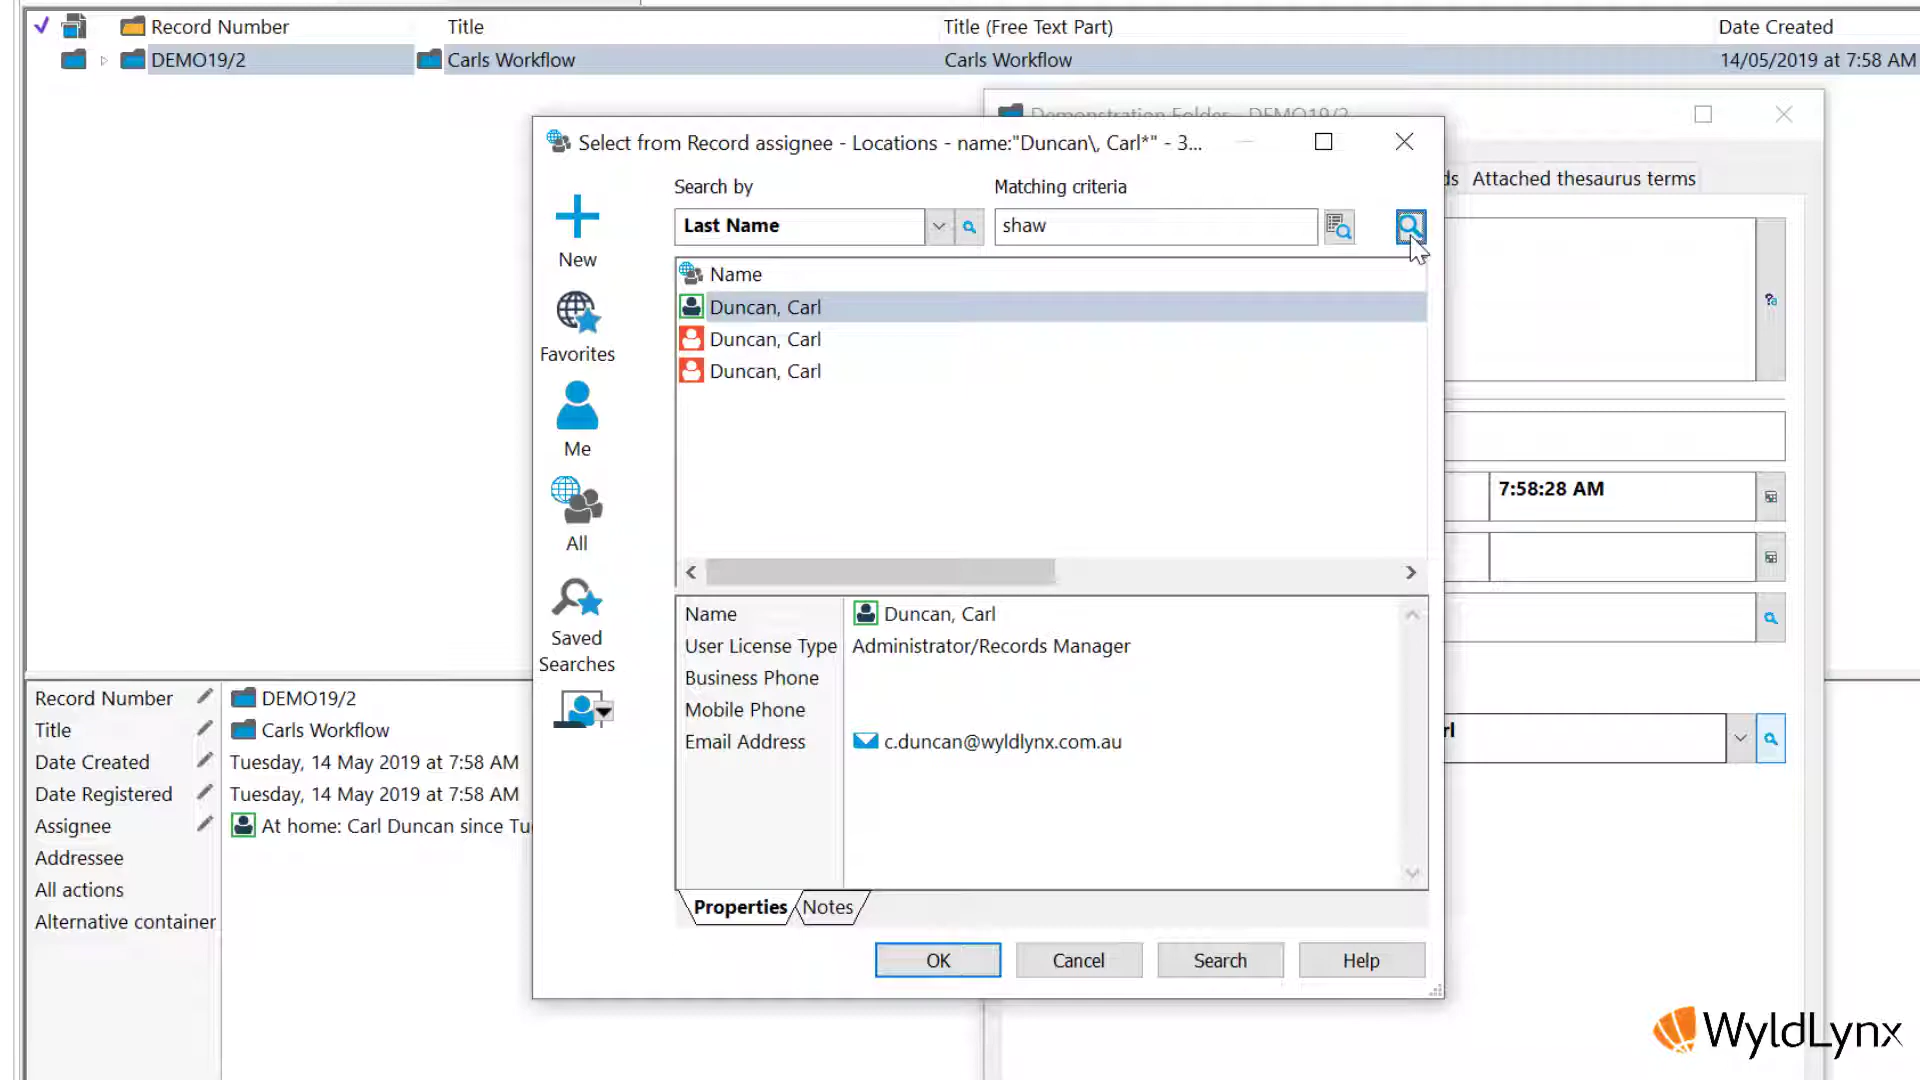 Record Number Title Title (Free Text Part) Date Created
DEMO19/2 Carls Workflow Carls Workflow 14/05/2019 at 7:58 AM
Demonstration Folder - DEMO19/2
Select from Record assignee - Locations - name:"Duncan\, Carl*" - 3...
ds Attached thesaurus terms
Search by Matching criteria
Last Name shaw
New
Favorites
Me
All
Saved
Searches
Name
Duncan, Carl
Duncan, Carl
Duncan, Carl
7:58:28 AM
rl
Name Duncan, Carl
User License Type Administrator/Records Manager
Business Phone
Mobile Phone
Email Address c.duncan@wyldlynx.com.au
Properties Notes
OK Cancel Search Help
Record Number DEMO19/2
Title Carls Workflow
Date Created Tuesday, 14 May 2019 at 7:58 AM
Date Registered Tuesday, 14 May 2019 at 7:58 AM
Assignee At home: Carl Duncan since Tu
Addressee
All actions
Alternative container
WyldLynx